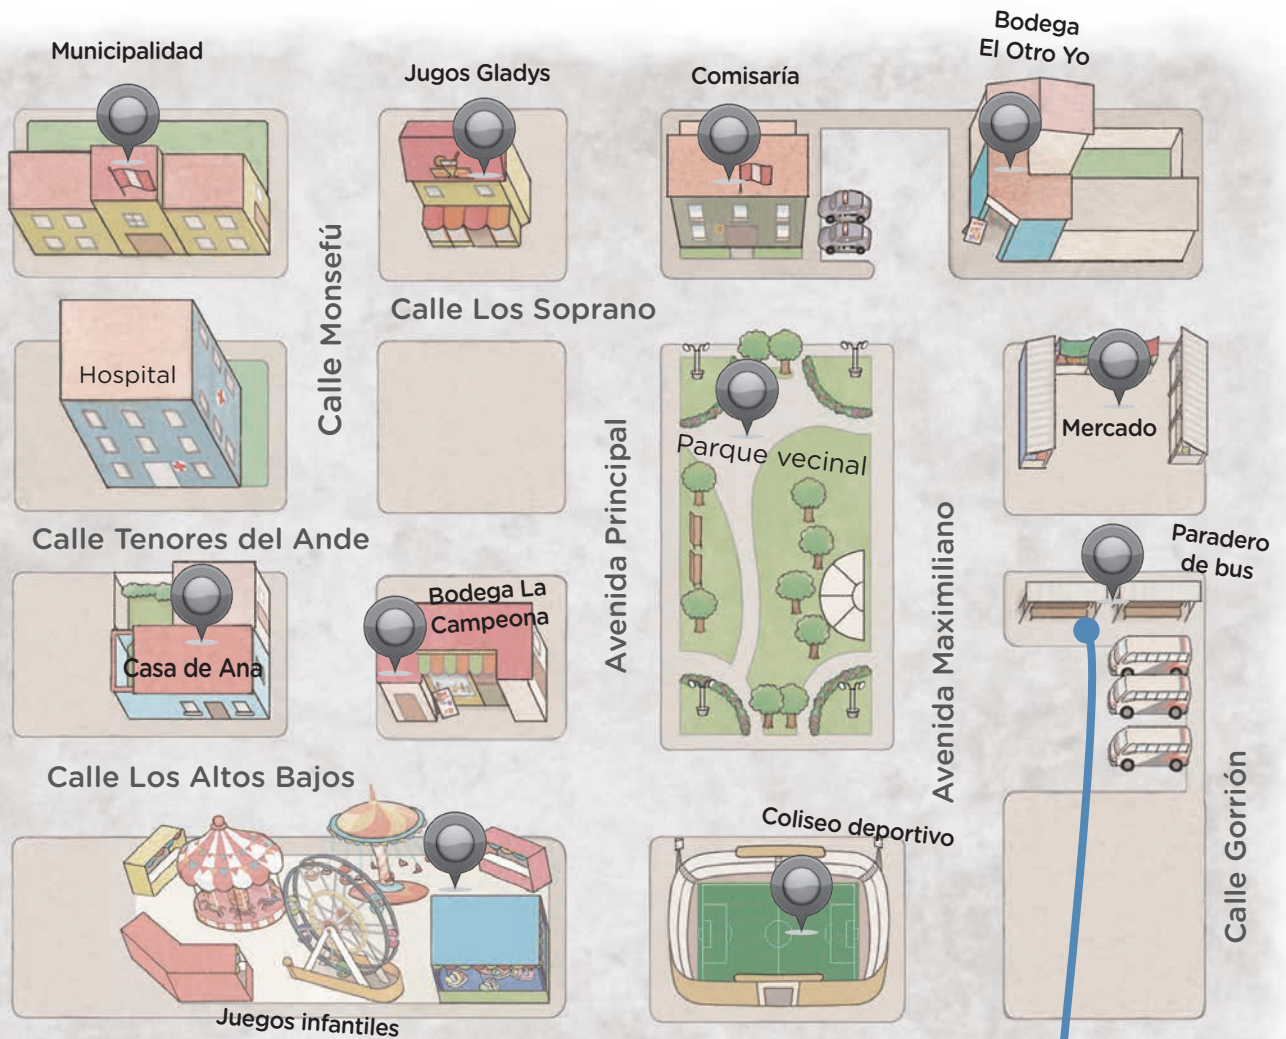 Municipalidad
Jugos Gladys
Comisaría
Bodega
El Otro Yo
Calle Monsefú
Calle Los Soprano
Hospital
Parque vecinal
Mercado
Avenida Principal
Avenida Maximiliano
Calle Tenores del Ande
Paradero
de bus
Casa de Ana
Bodega La
Campeona
Calle Los Altos Bajos
Coliseo deportivo
Calle Gorrión
Juegos infantiles